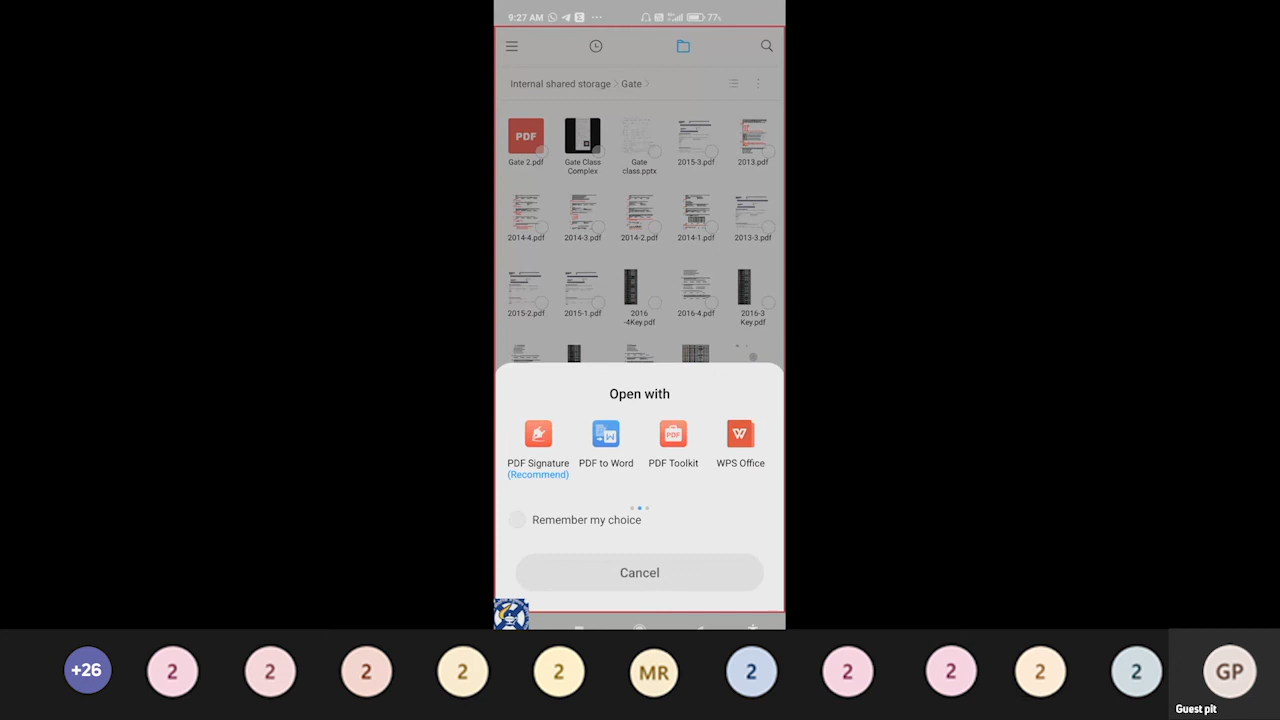 9:27 AM
77%
Internal shared storage
Gate
PDF
Gate 2.pdf
Gate Class
Complex
Gate
class.pptx
2015-3.pdf
2013.pdf
2014-4.pdf
2014-3.pdf
2014-2.pdf
2014-1.pdf
2013-3.pdf
2015-2.pdf
2015-1.pdf
2016
-4Key.pdf
2016-4.pdf
2016-3
Key.pdf
Open with
PDF
W
PDF Signature
(Recommend)
PDF to Word
PDF Toolkit
WPS Office
Remember my choice
Cancel
+26
2
2
2
2
2
MR
2
2
2
2
2
GP
Guest plt